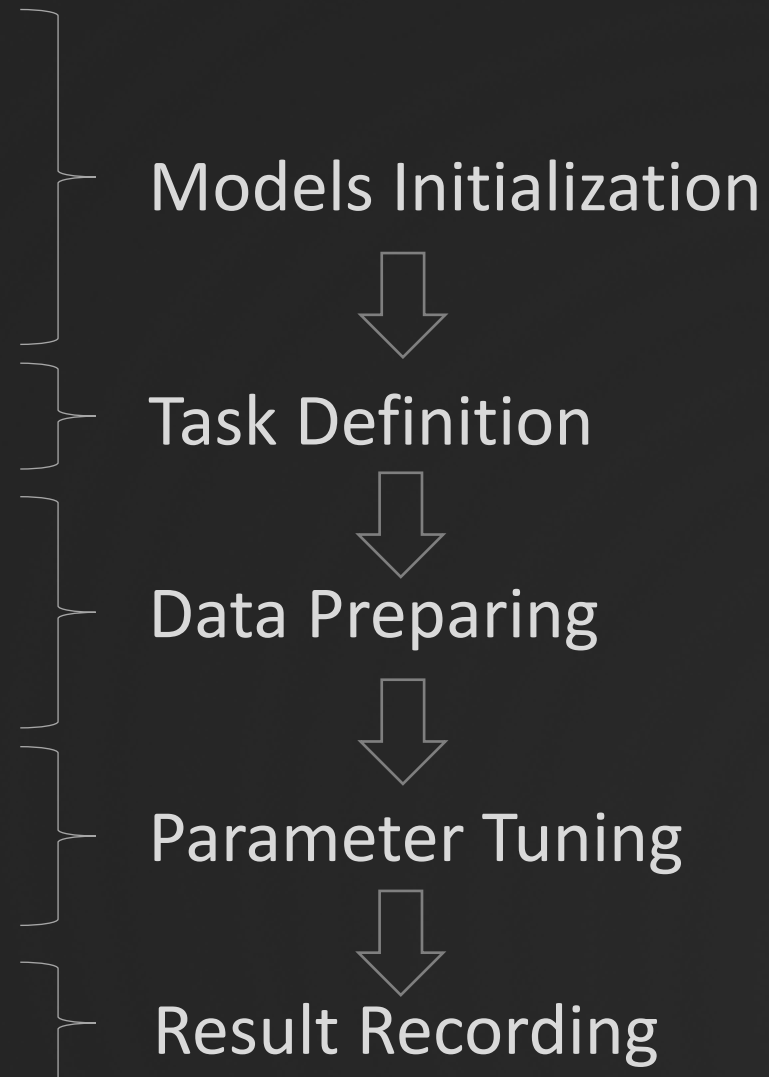 Models Initialization
Task Definition
Data Preparing
Parameter Tuning
Result Recording